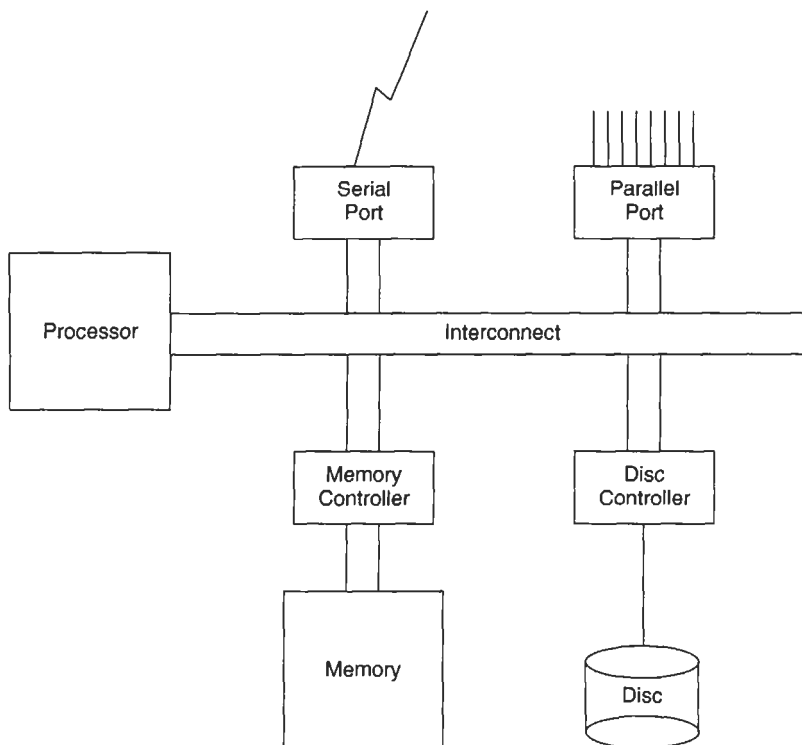 Serial
Port
Parallel
Port
Processor
Interconnect
Memory
Controller
Disc
Controller
Memory
Disc